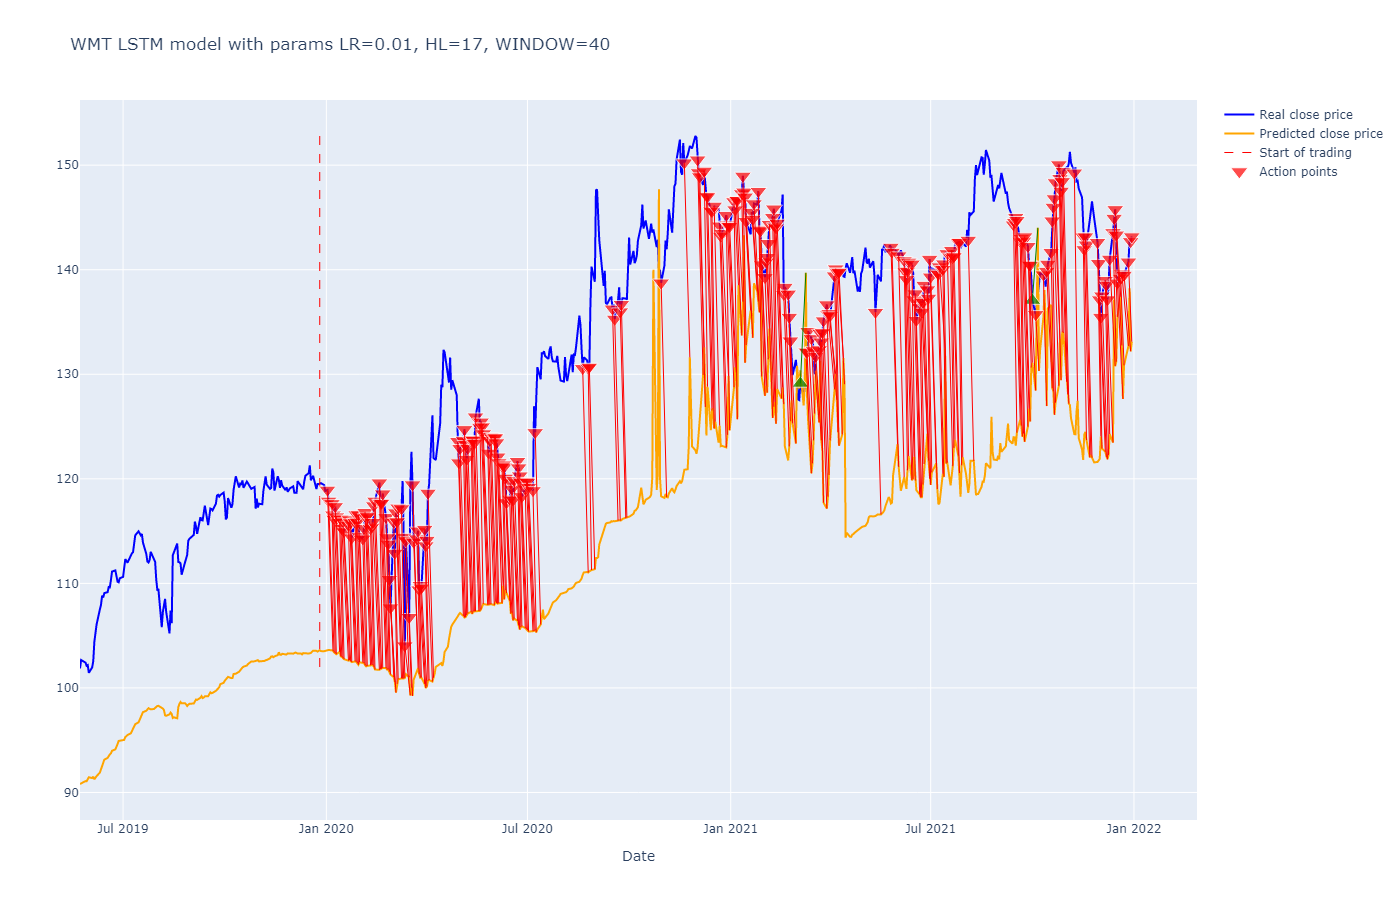 WMT LSTM model with params LR=0.01, HL=17, WINDOW=40
Real close price
Predicted close price
Start of trading
Action points
150
140
130
120
110
100
90
Jul 2019
Jan 2020
Jul 2020
Jan 2021
Jul 2021
Jan 2022
Date